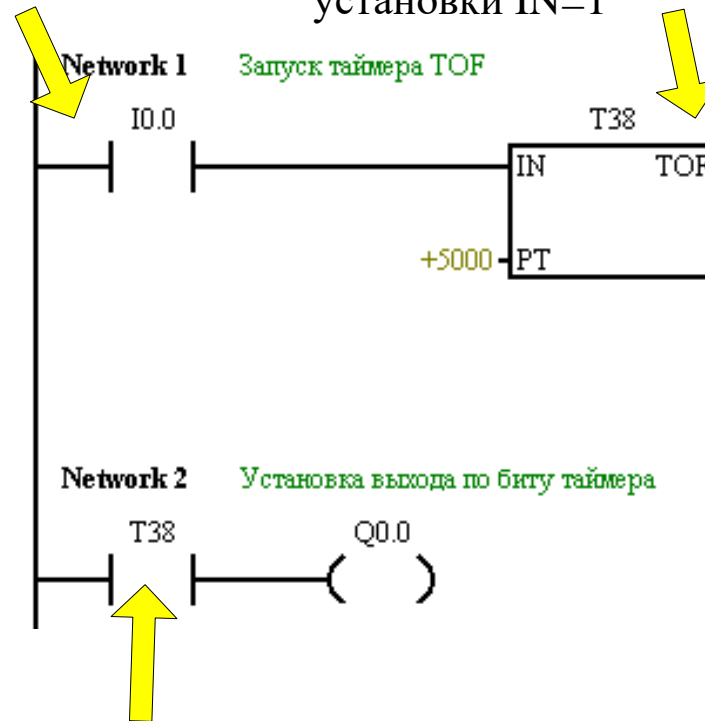 установки IN=1
Network 1 Запуск таймера TOF
I0.0
T38
IN TOF
+5000 PT
Network 2 Установка выхода по биту таймера
T38 Q0.0